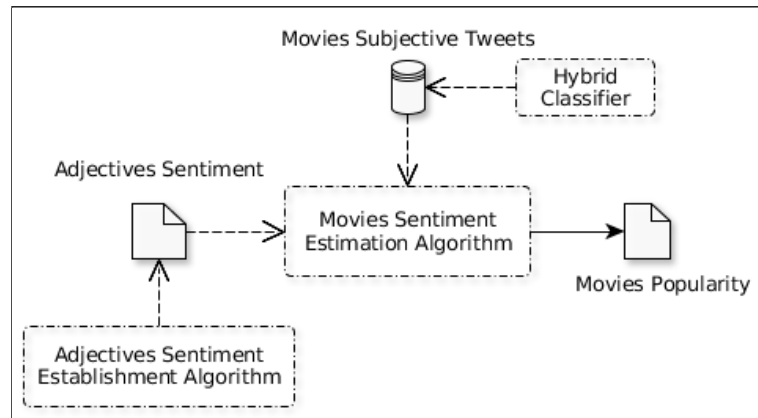 Movies Subjective Tweets
Hybrid
Classifier
Adjectives Sentiment
Movies Sentiment
Estimation Algorithm
Movies Popularity
Adjectives Sentiment
Establishment Algorithm